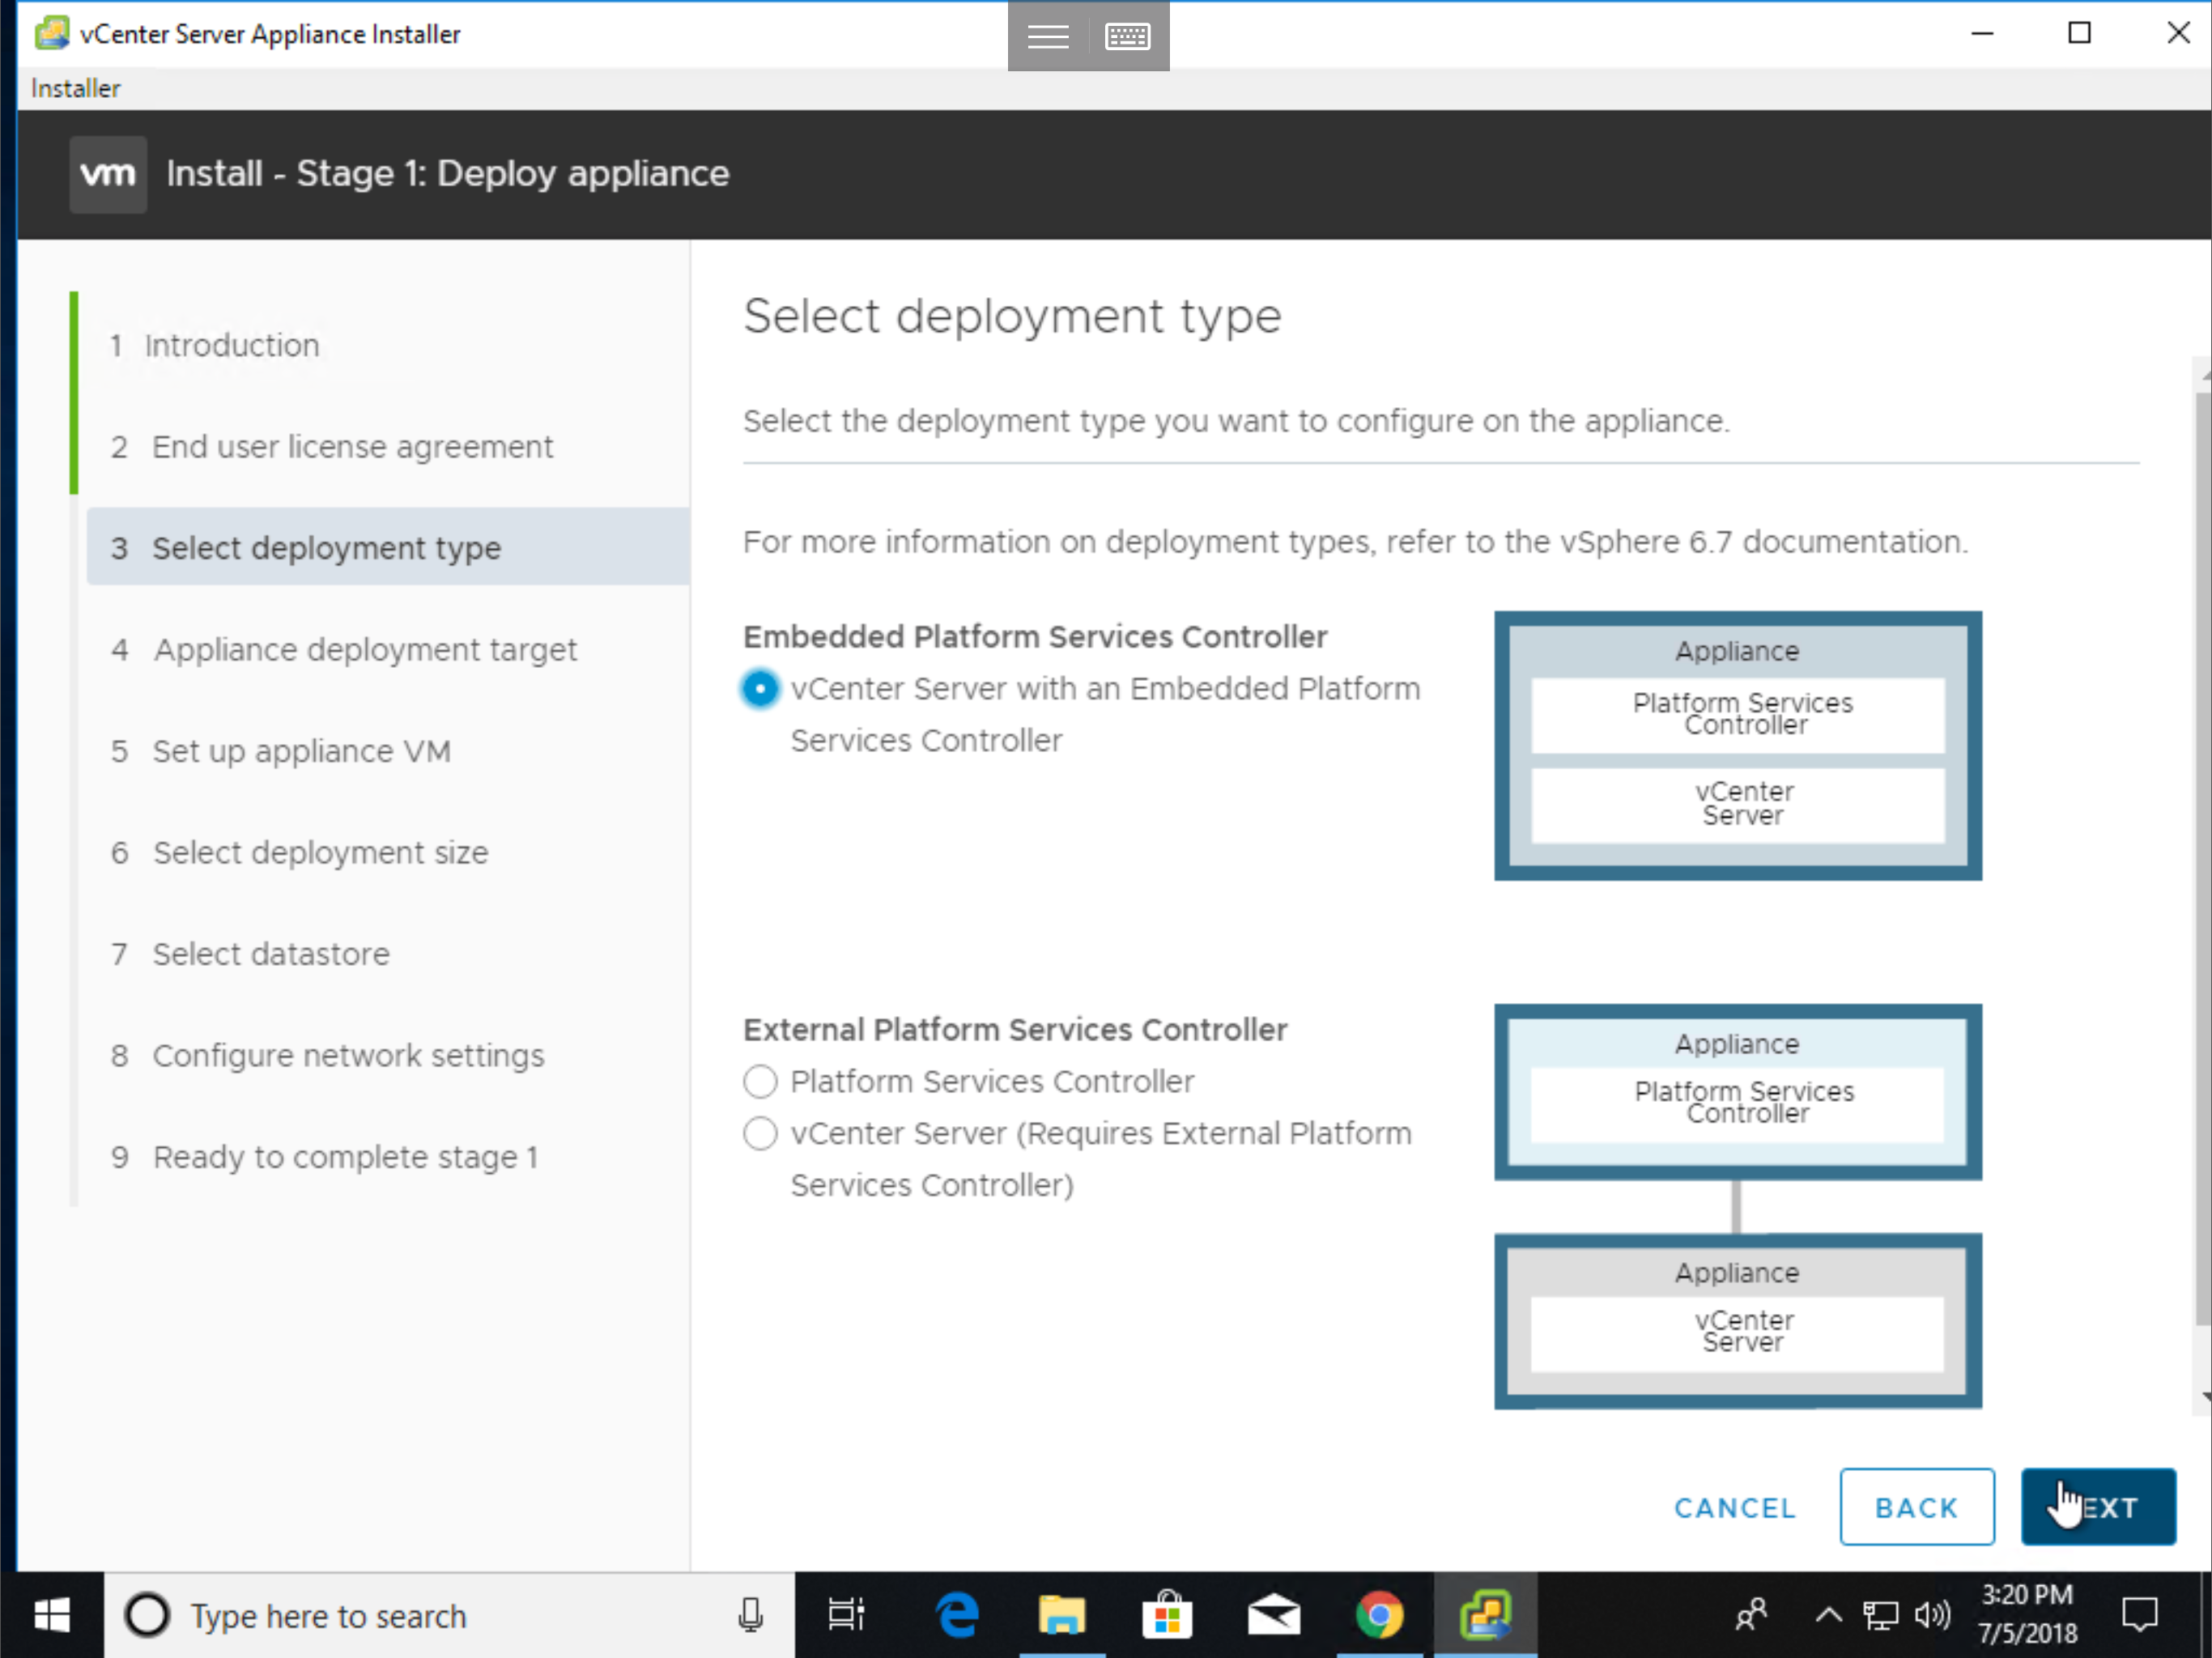 vCenter Server Appliance Installer
Installer
vm Install - Stage 1: Deploy appliance
1 Introduction
2 End user license agreement
3 Select deployment type
4 Appliance deployment target
5 Set up appliance VM
6 Select deployment size
7 Select datastore
8 Configure network settings
9 Ready to complete stage 1
Select deployment type
Select the deployment type you want to configure on the appliance.
For more information on deployment types, refer to the vSphere 6.7 documentation.
Embedded Platform Services Controller
vCenter Server with an Embedded Platform
Services Controller
Appliance
Platform Services
Controller
vCenter
Server
External Platform Services Controller
Platform Services Controller
vCenter Server (Requires External Platform
Services Controller)
Appliance
Platform Services
Controller
Appliance
vCenter
Server
CANCEL
BACK
EXT
Type here to search
3:20 PM
7/5/2018